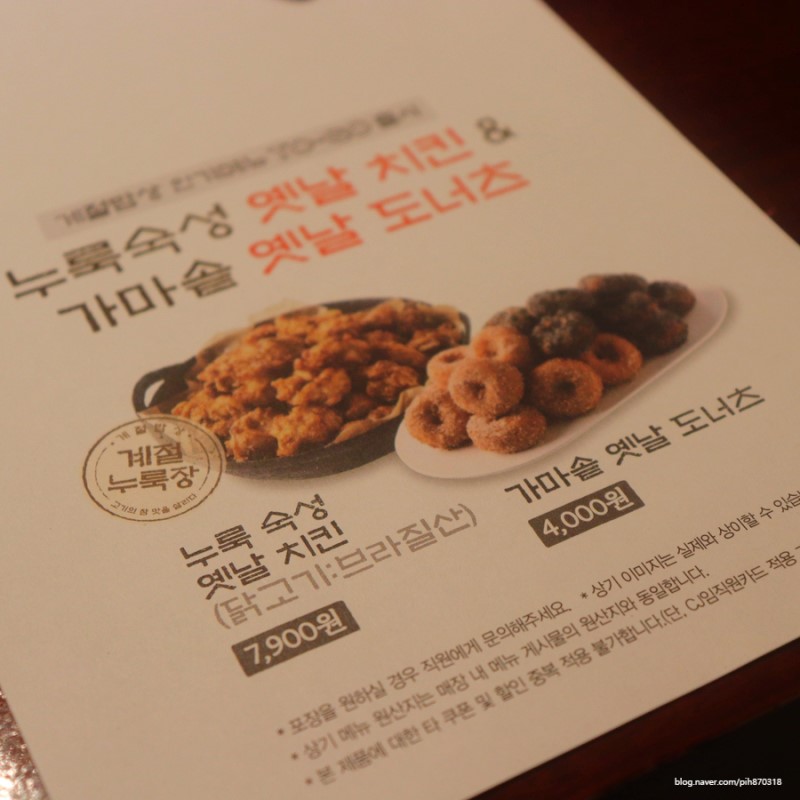 누룩숙성 옛날 치킨 &
가마솥 옛날 도너츠
계절밥상
계절
누룩장
고기의 참 맛을 살리다
누룩 숙성
옛날 치킨
(닭고기:브라질산)
7,900원
가마솥 옛날 도너츠
4,000원
* 포장을 원하실 경우 직원에게 문의해주세요. * 상기 이미지는 실제와 상이할 수 있습
* 상기 메뉴 원산지는 매장 내 메뉴 게시물의 원산지와 동일합니다.
* 본 제품에 대한 타 쿠폰 및 할인 중복 적용 불가합니다.(단, CJ임직원카드 적용
blog.naver.com/pih870318